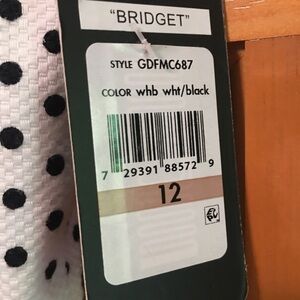 "BRIDGET"
STYLE GDFMC687
COLOR whb wht/black
7 29391 88572 9
12